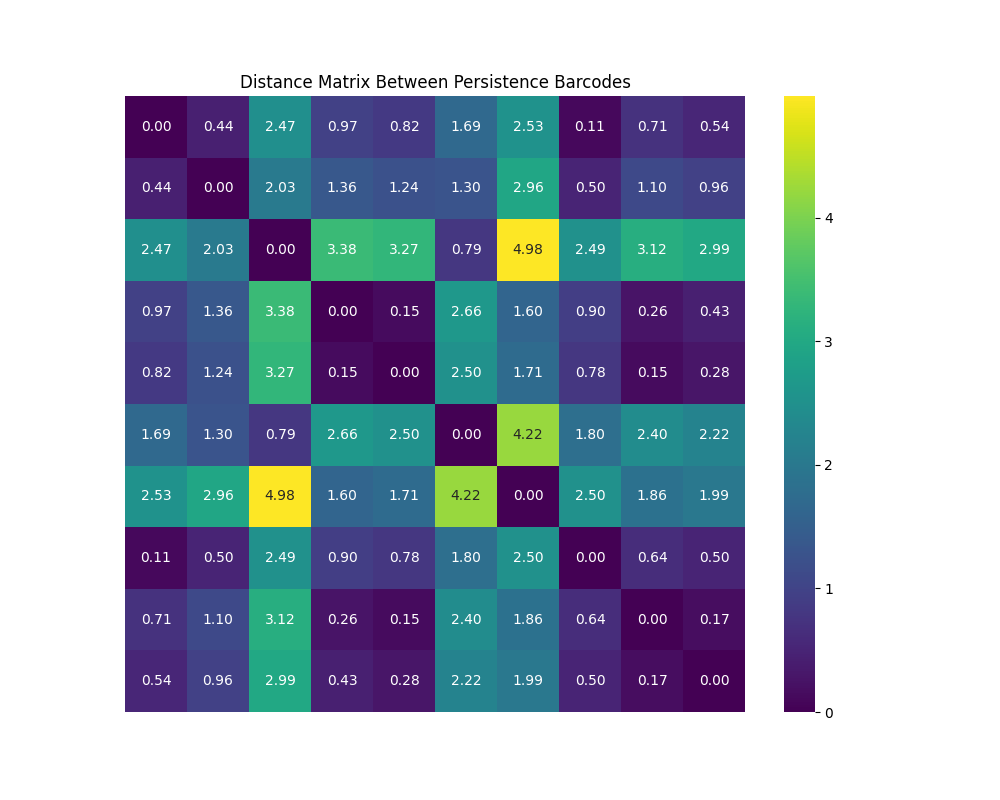 Distance Matrix Between Persistence Barcodes
0.00 0.44 2.47 0.97 0.82 1.69 2.53 0.11 0.71 0.54
0.44 0.00 2.03 1.36 1.24 1.30 2.96 0.50 1.10 0.96
2.47 2.03 0.00 3.38 3.27 0.79 4.98 2.49 3.12 2.99
0.97 1.36 3.38 0.00 0.15 2.66 1.60 0.90 0.26 0.43
0.82 1.24 3.27 0.15 0.00 2.50 1.71 0.78 0.15 0.28
1.69 1.30 0.79 2.66 2.50 0.00 4.22 1.80 2.40 2.22
2.53 2.96 4.98 1.60 1.71 4.22 0.00 2.50 1.86 1.99
0.11 0.50 2.49 0.90 0.78 1.80 2.50 0.00 0.64 0.50
0.71 1.10 3.12 0.26 0.15 2.40 1.86 0.64 0.00 0.17
0.54 0.96 2.99 0.43 0.28 2.22 1.99 0.50 0.17 0.00
4
3
2
1
0